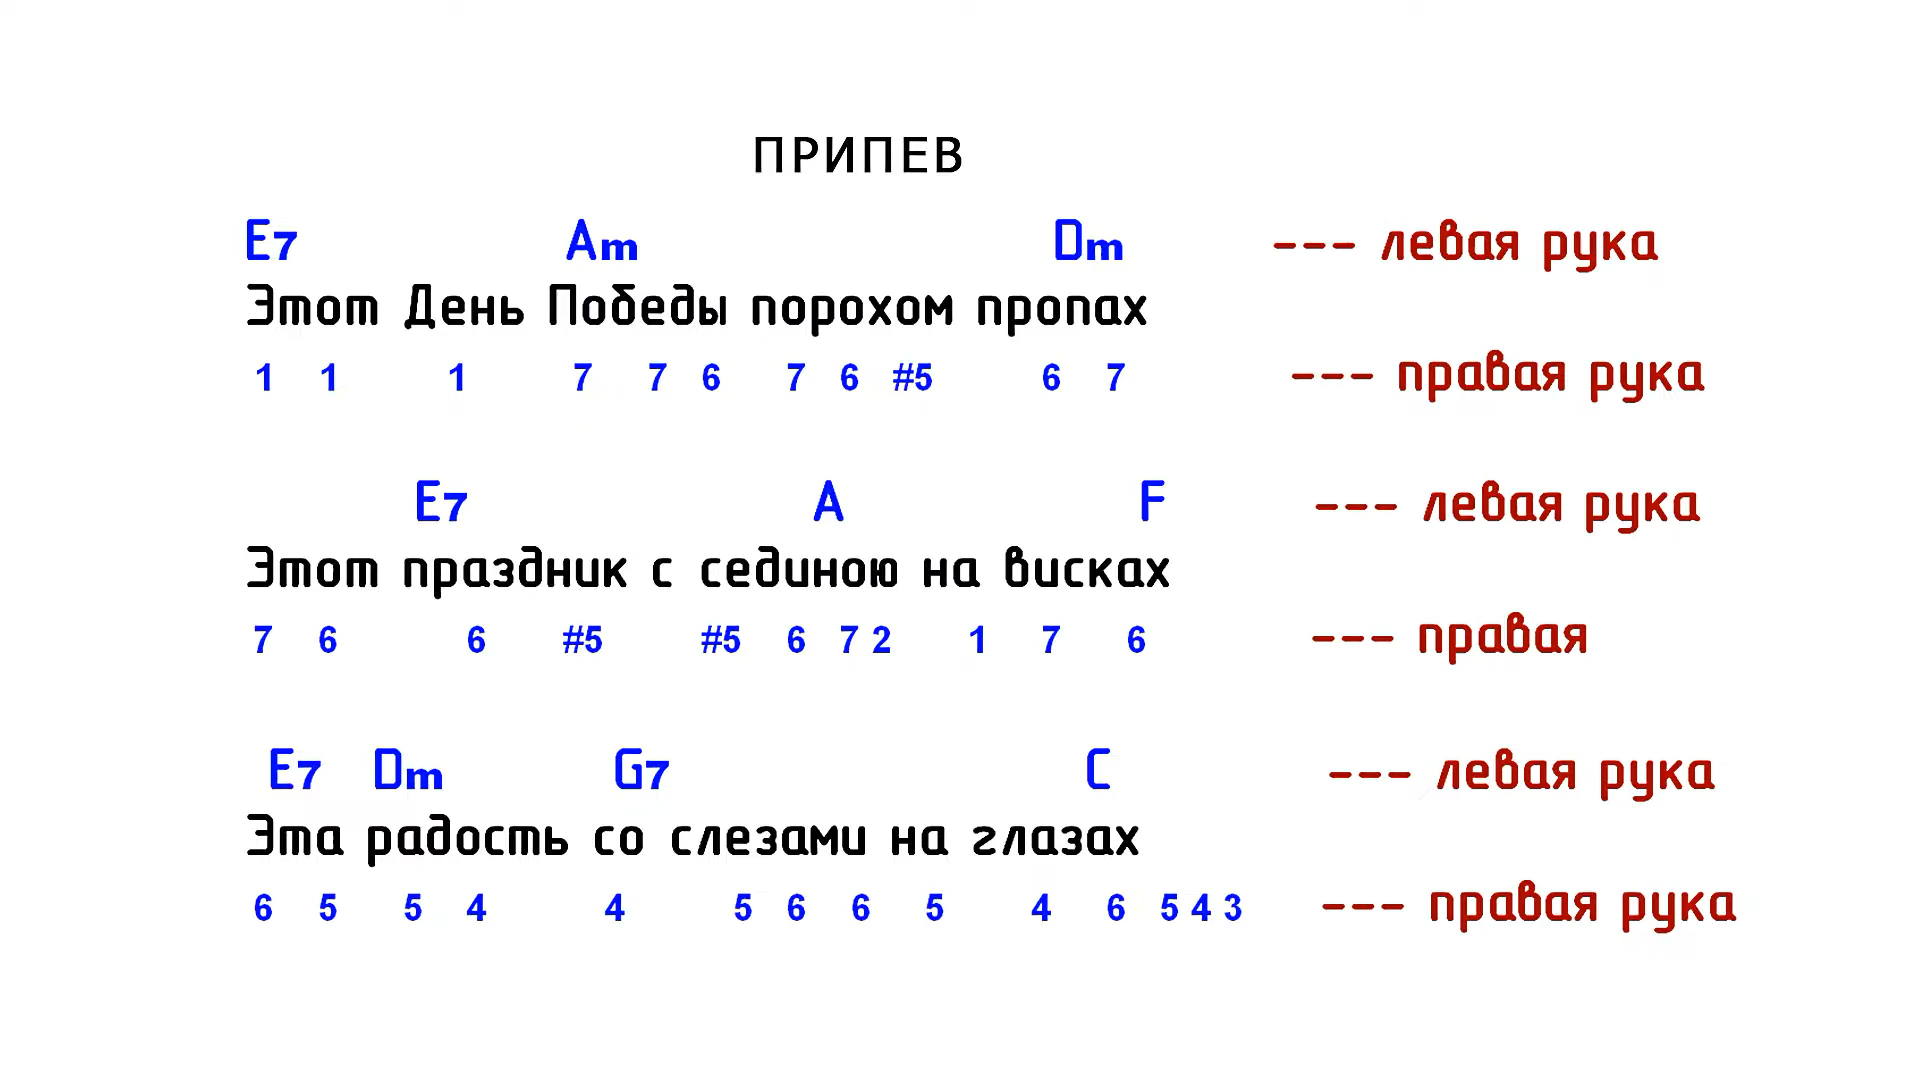 ПРИПЕВ
E7 Am Dm --- левая рука
Этот День Победы порохом пропах
1 1 1 7 7 6 7 6 #5 6 7 --- правая рука
E7 A F --- левая рука
Этот праздник с сединою на висках
7 6 6 #5 #5 6 7 2 1 7 6 --- правая
E7 Dm G7 C --- левая рука
Эта радость со слезами на глазах
6 5 5 4 4 5 6 6 5 4 6 5 4 3 --- правая рука